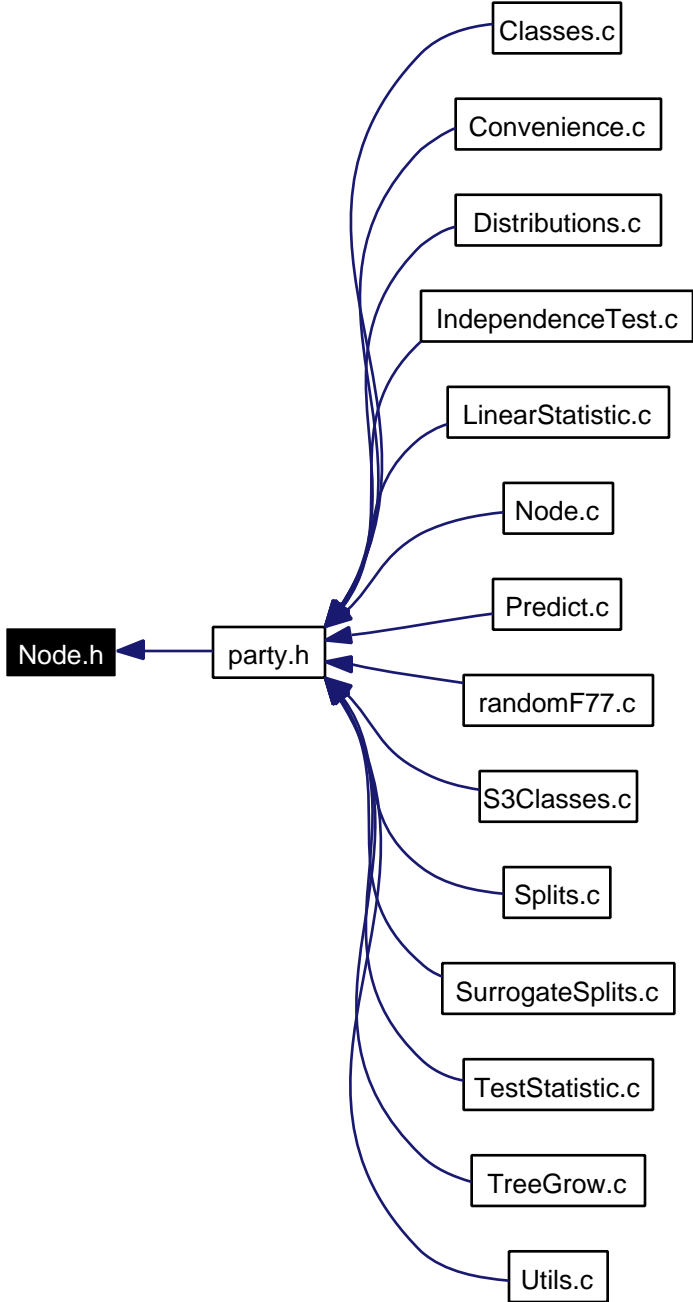 Classes.c
Convenience.c
Distributions.c
IndependenceTest.c
LinearStatistic.c
Node.c
Predict.c
Node.h
party.h
randomF77.c
S3Classes.c
Splits.c
SurrogateSplits.c
TestStatistic.c
TreeGrow.c
Utils.c